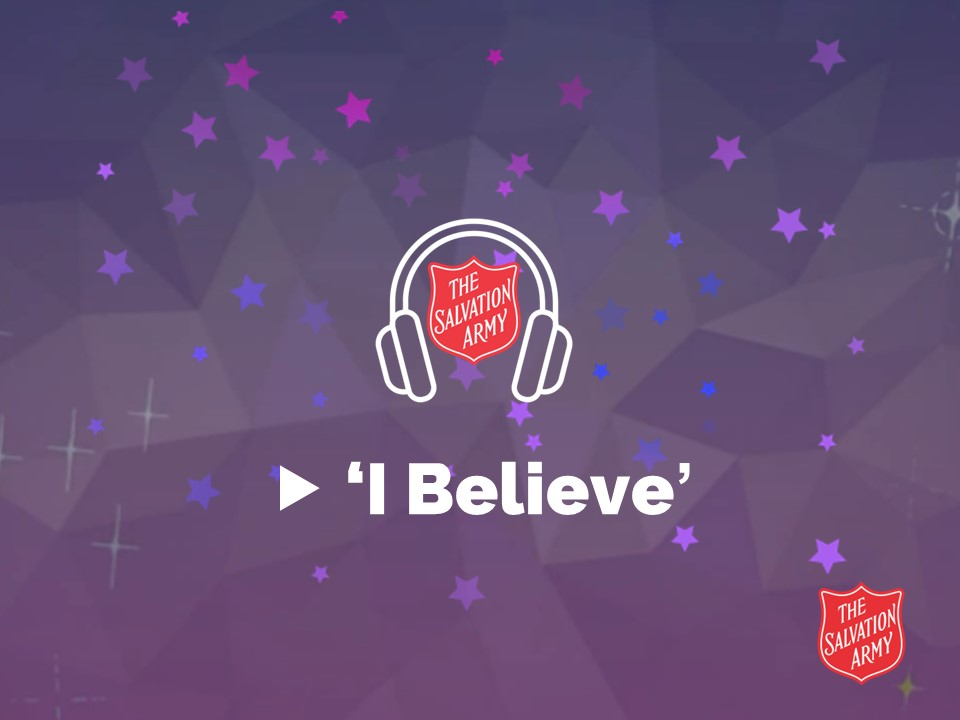 THE
SALVATION
ARMY
‘I Believe’
THE
SALVATION
ARMY